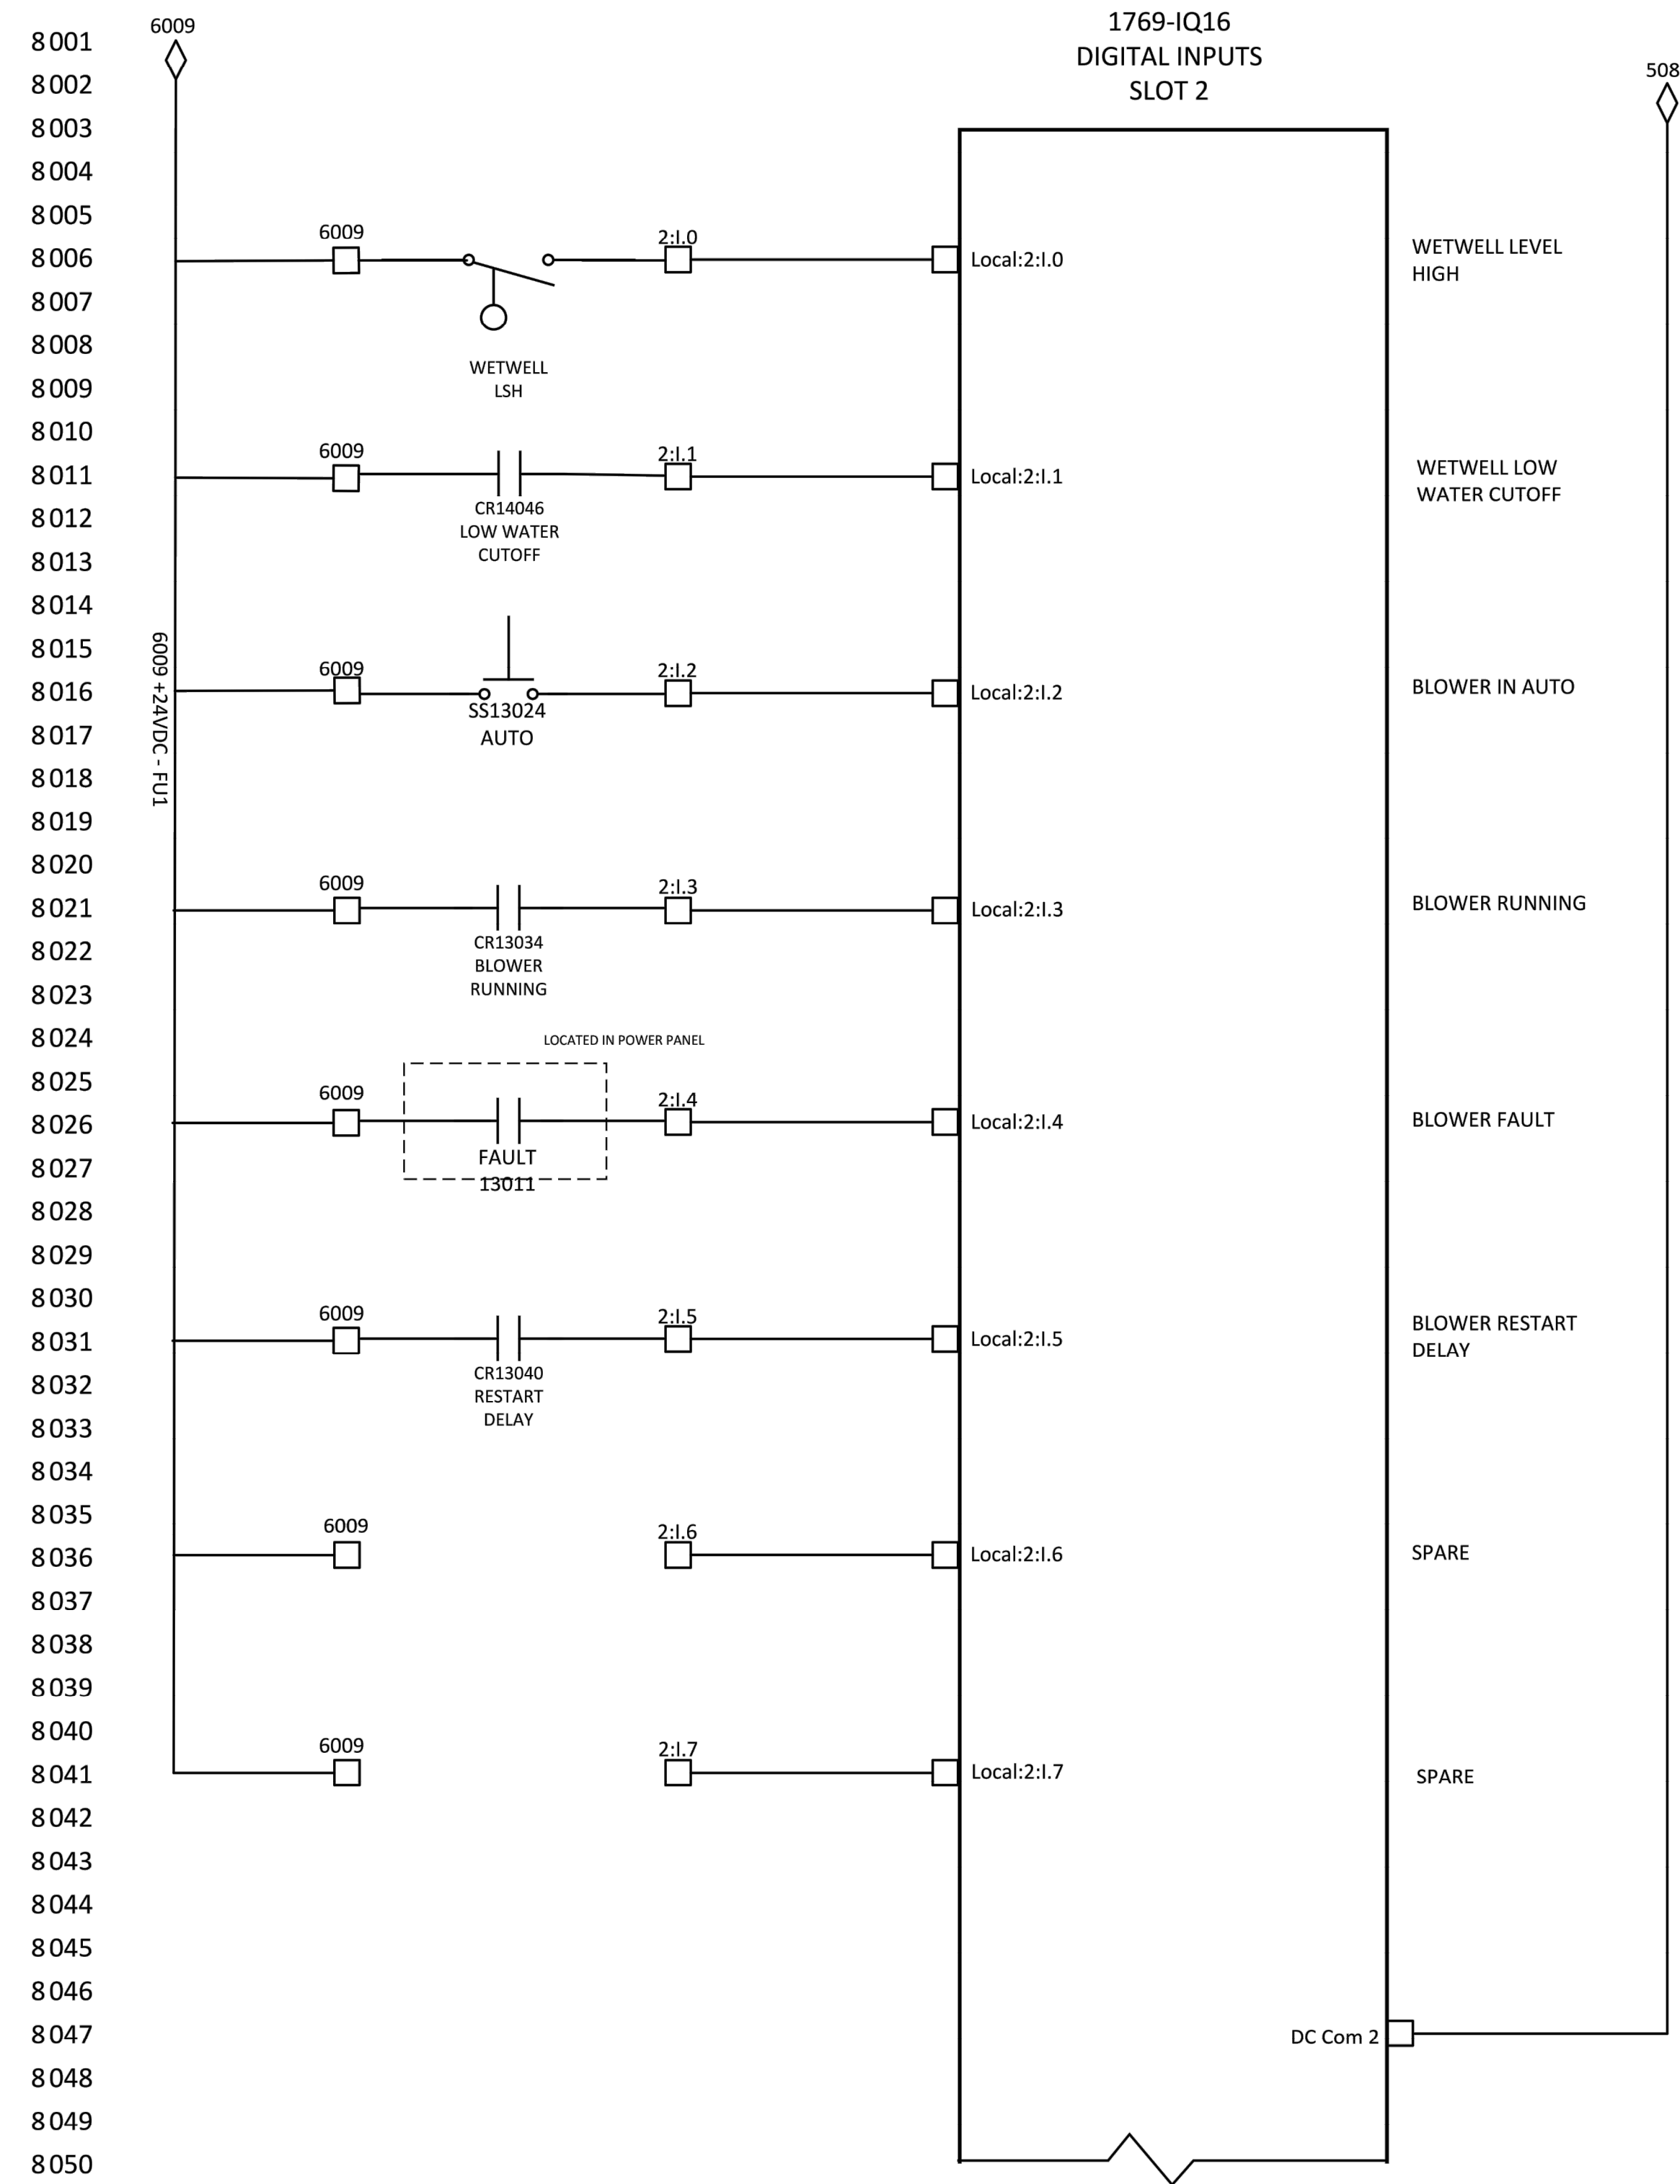 1769-IQ16
DIGITAL INPUTS
SLOT 2
6009
508
8001
8002
8003
8004
8005
8006
8007
8008
8009
8010
8011
8012
8013
8014
8015
8016
8017
8018
8019
8020
8021
8022
8023
8024
8025
8026
8027
8028
8029
8030
8031
8032
8033
8034
8035
8036
8037
8038
8039
8040
8041
8042
8043
8044
8045
8046
8047
8048
8049
8050
6009 +24VDC - FU1
6009
2:I.0
Local:2:I.0
WETWELL LEVEL
HIGH
WETWELL
LSH
6009
2:I.1
Local:2:I.1
WETWELL LOW
WATER CUTOFF
CR14046
LOW WATER
CUTOFF
6009
2:I.2
Local:2:I.2
BLOWER IN AUTO
SS13024
AUTO
6009
2:I.3
Local:2:I.3
BLOWER RUNNING
CR13034
BLOWER
RUNNING
LOCATED IN POWER PANEL
6009
2:I.4
Local:2:I.4
BLOWER FAULT
FAULT
13011
6009
2:I.5
Local:2:I.5
BLOWER RESTART
DELAY
CR13040
RESTART
DELAY
6009
2:I.6
Local:2:I.6
SPARE
6009
2:I.7
Local:2:I.7
SPARE
DC Com 2